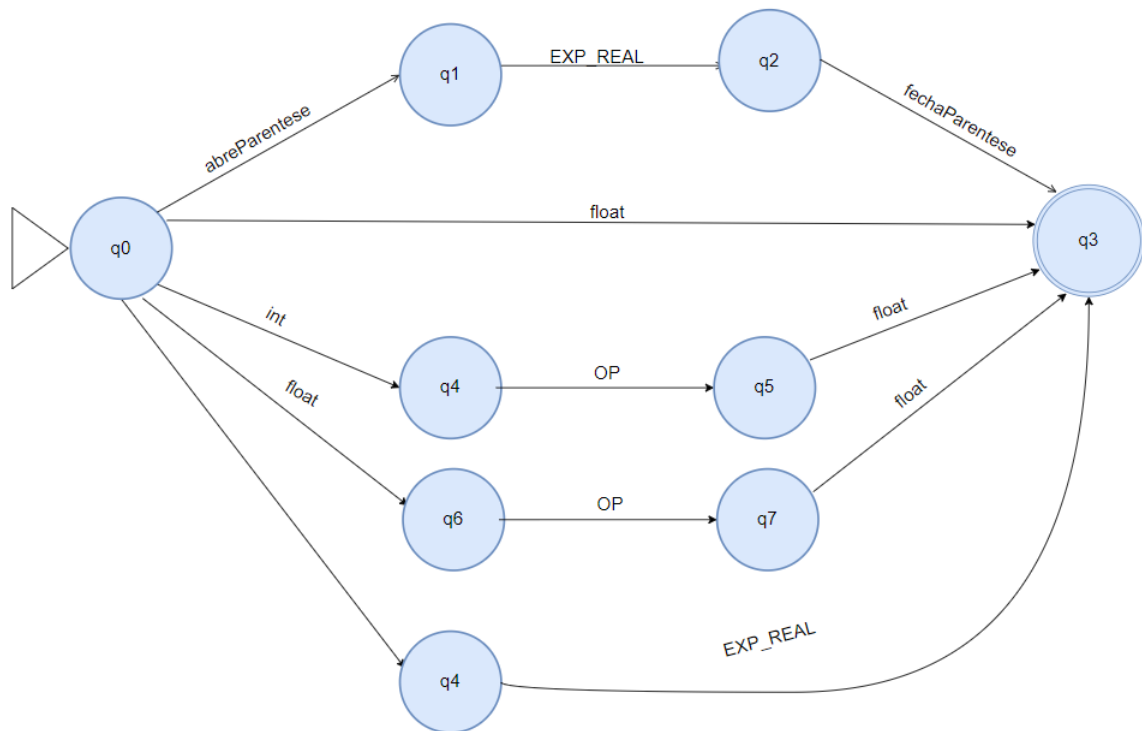 q1
EXP_REAL
q2
abreParentese
fechaParentese
q0
float
q3
int
float
q4
OP
q5
float
float
q6
OP
q7
EXP_REAL
q4